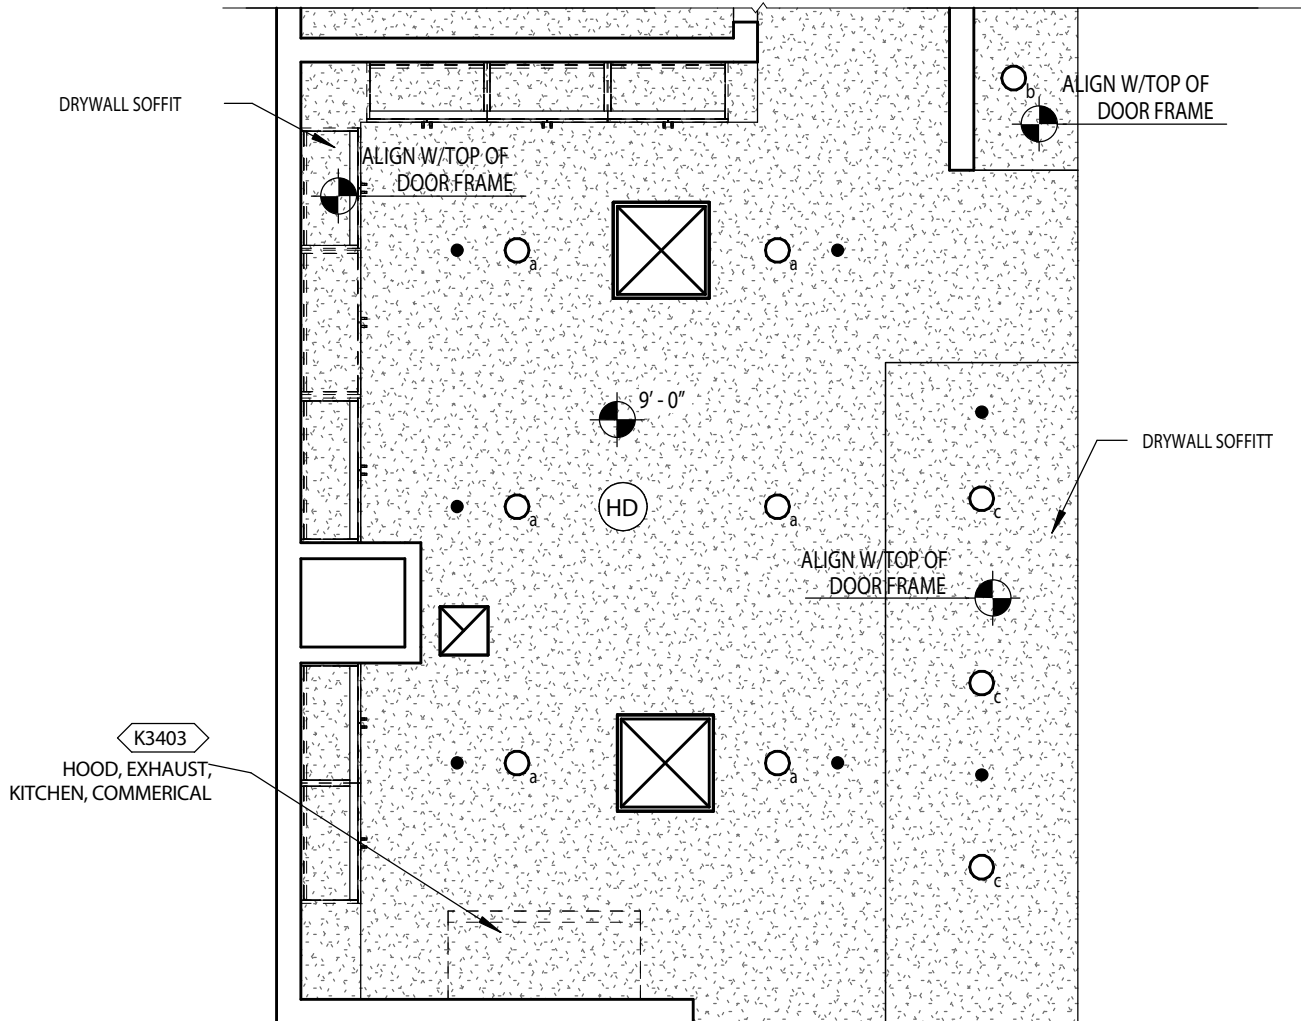 b
ALIGN W/TOP OF
DOOR FRAME
DRYWALL SOFFIT
ALIGN W/TOP OF
DOOR FRAME
a
a
9' - 0"
DRYWALL SOFFITT
c
a
HD
a
ALIGN W/TOP OF
DOOR FRAME
c
K3403
HOOD, EXHAUST,
KITCHEN, COMMERICAL
a
a
c